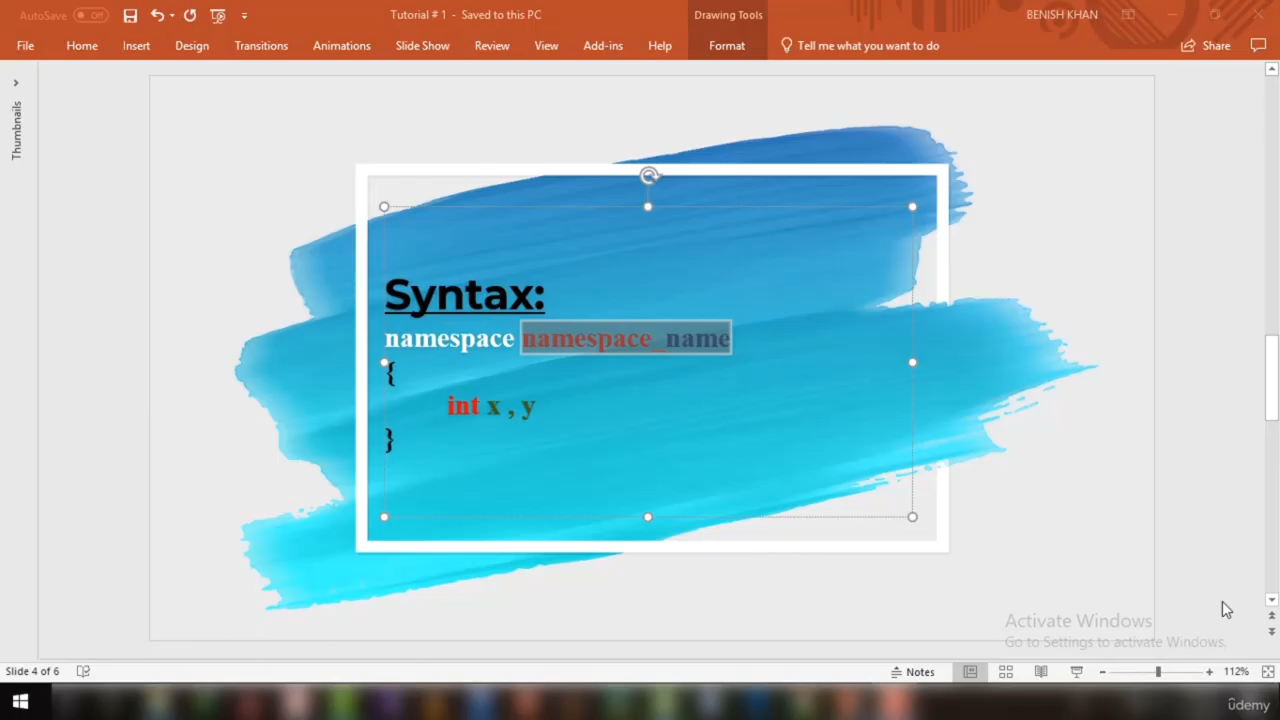 AutoSave Off Tutorial # 1 - Saved to this PC Drawing Tools BENISH KHAN
File Home Insert Design Transitions Animations Slide Show Review View Add-ins Help Format Tell me what you want to do Share
Thumbnails
Syntax:
namespace namespace_name
{
int x , y
}
Activate Windows
Go to Settings to activate Windows.
Slide 4 of 6 Notes 112%
ûdemy